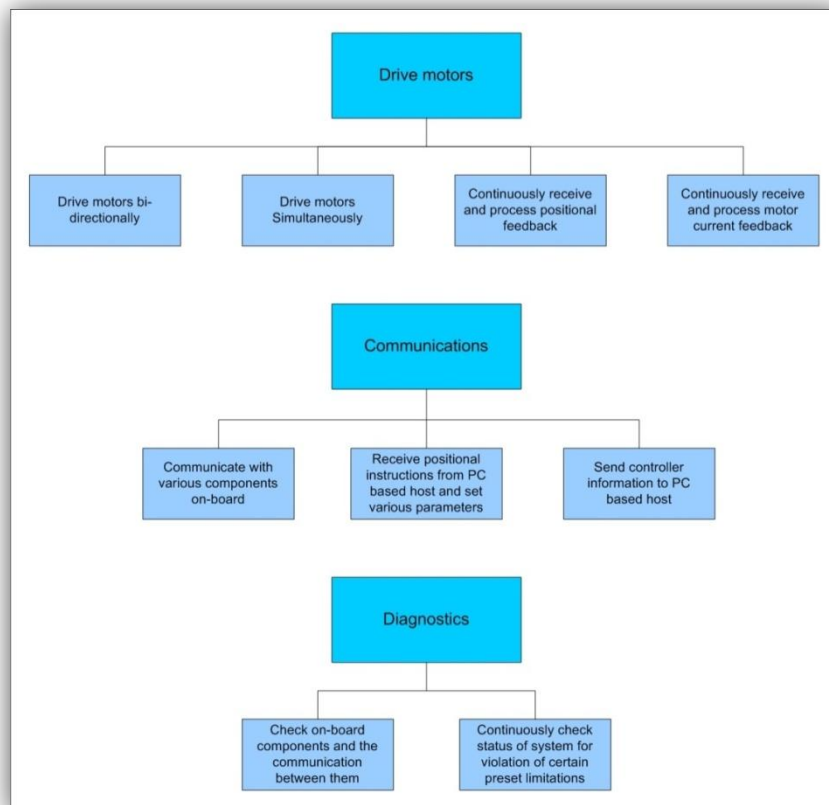 Drive motors
Drive motors bi-
directionally
Drive motors
Simultaneously
Continuously receive
and process positional
feedback
Continuously receive
and process motor
current feedback
Communications
Communicate with
various components
on-board
Receive positional
instructions from PC
based host and set
various parameters
Send controller
information to PC
based host
Diagnostics
Check on-board
components and the
communication
between them
Continuously check
status of system for
violation of certain
preset limitations